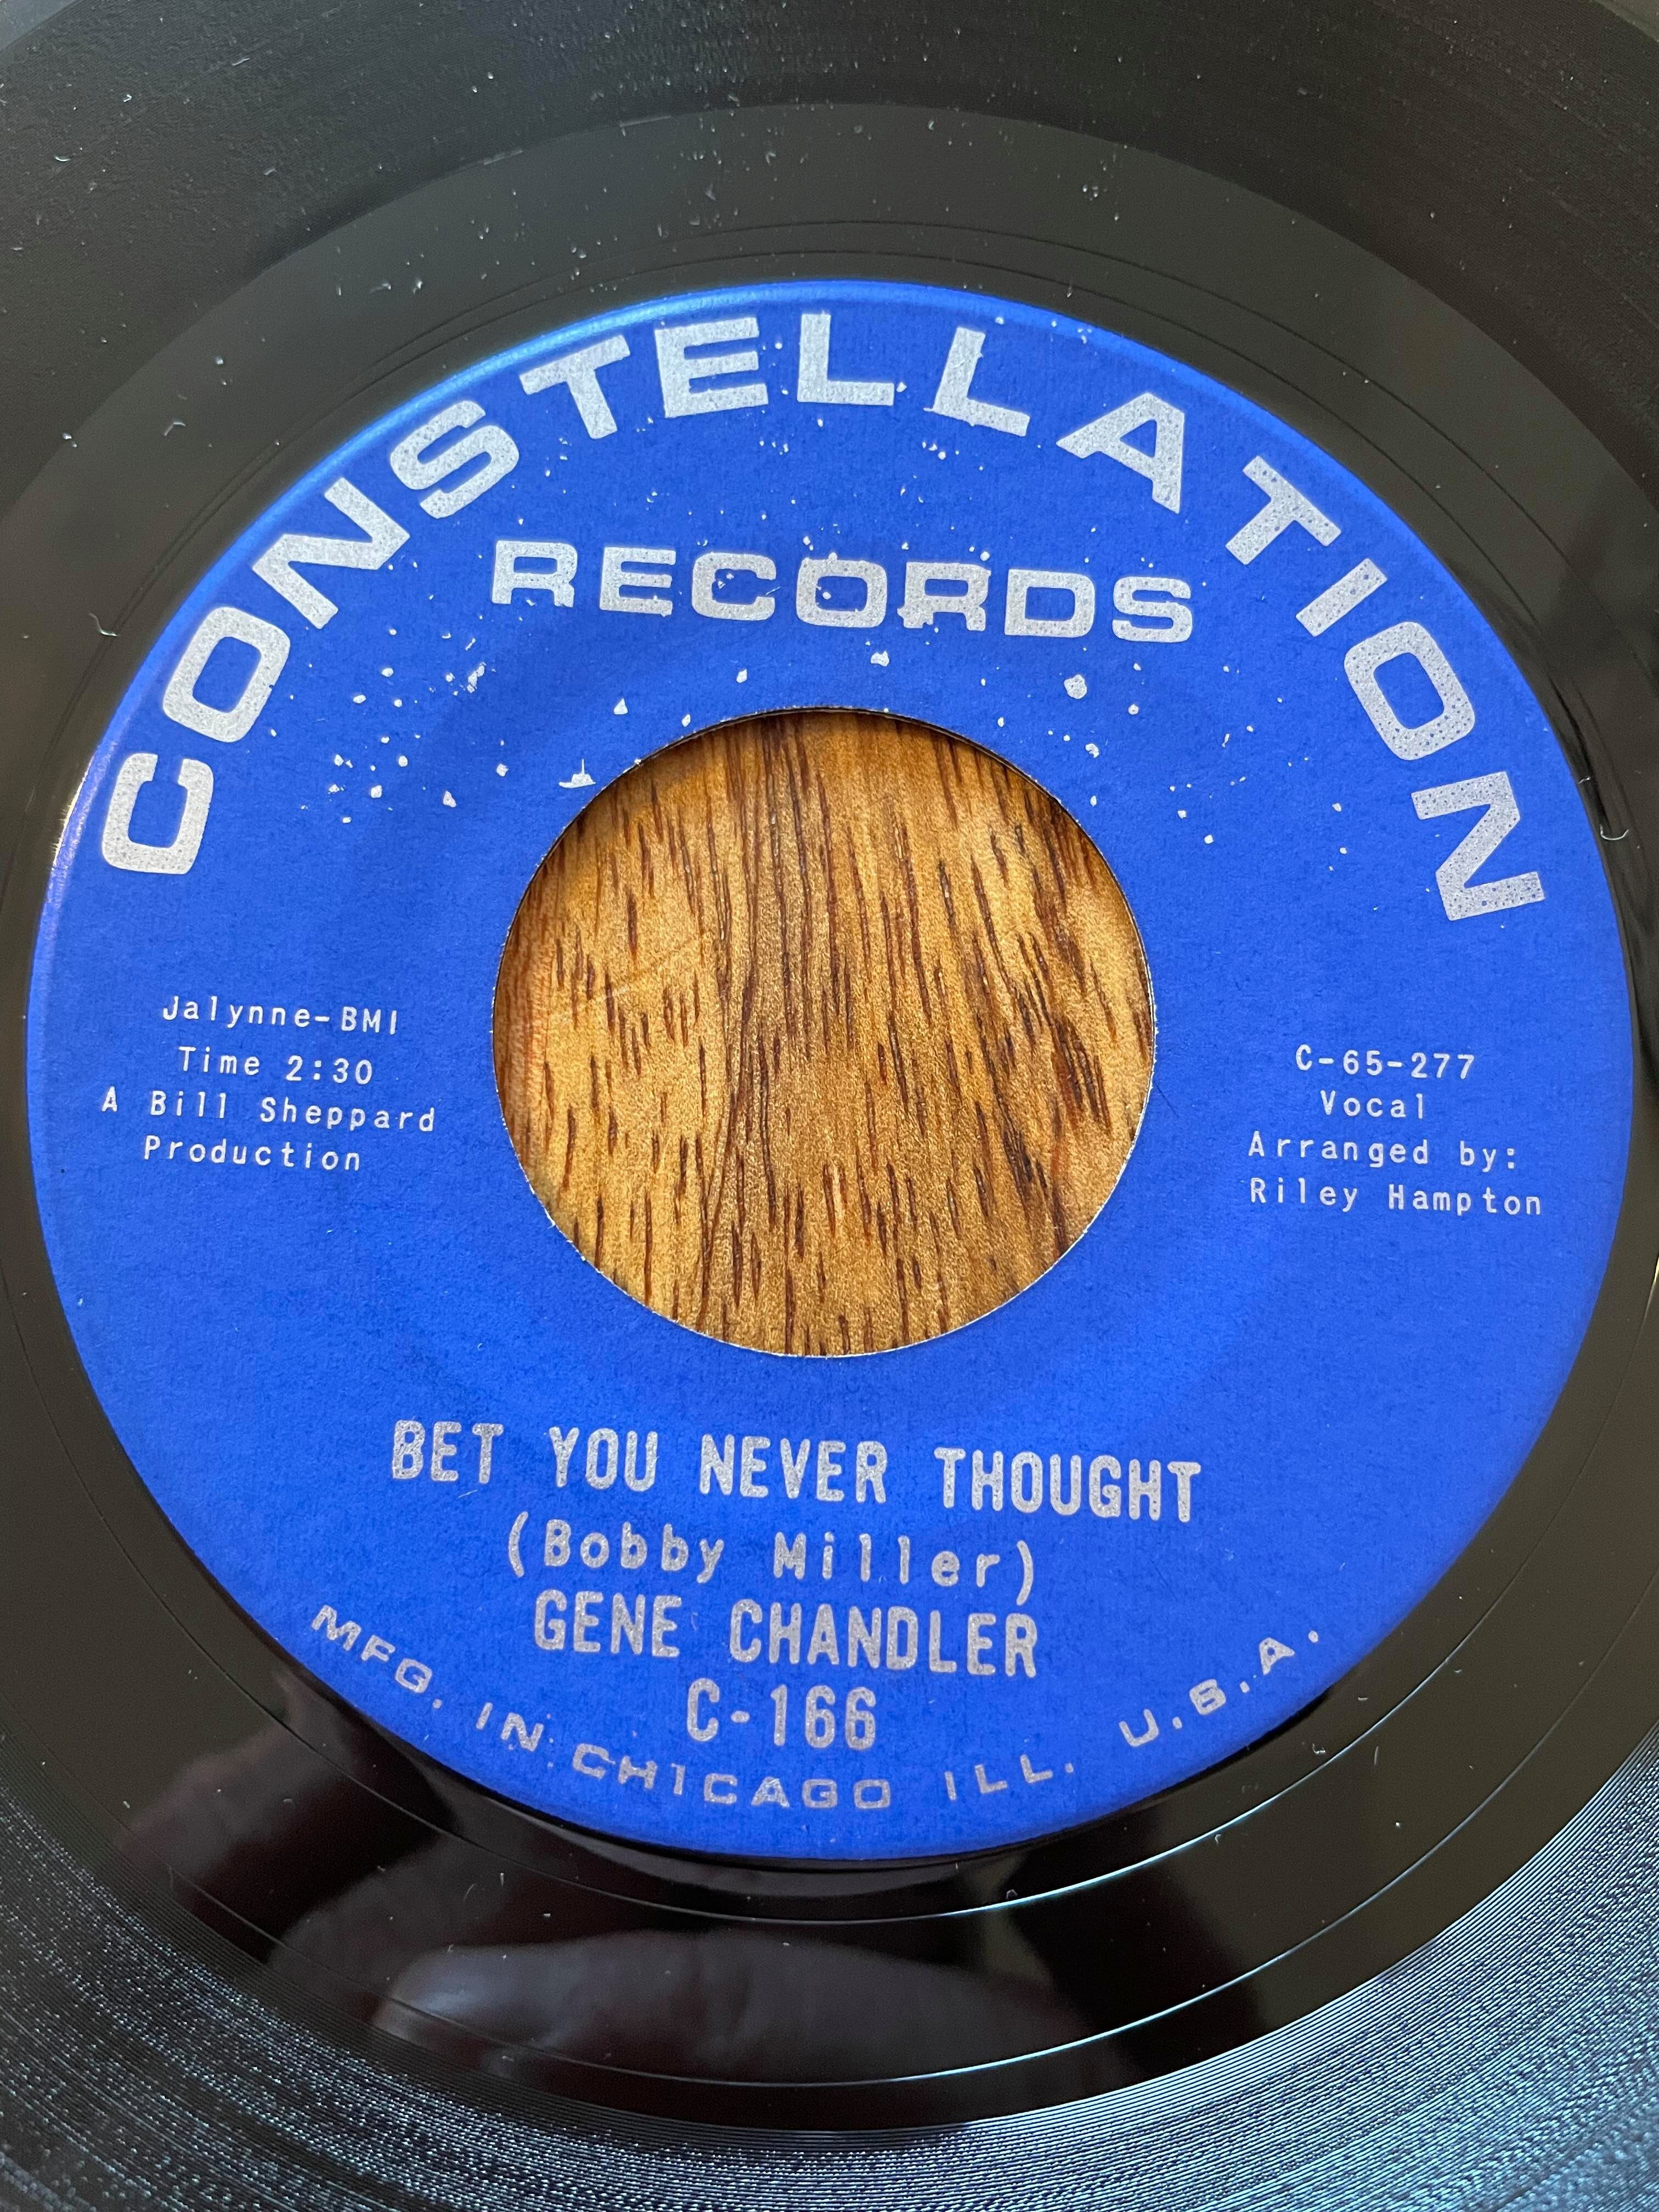 CONSTELLATION
RECORDS
Jalynne-BMI
Time 2:30
A Bill Sheppard
Production
C-65-277
Vocal
Arranged by:
Riley Hampton
BET YOU NEVER THOUGHT
(Bobby Miller)
GENE CHANDLER
C-166
MFG. IN CHICAGO ILL. U.S.A.